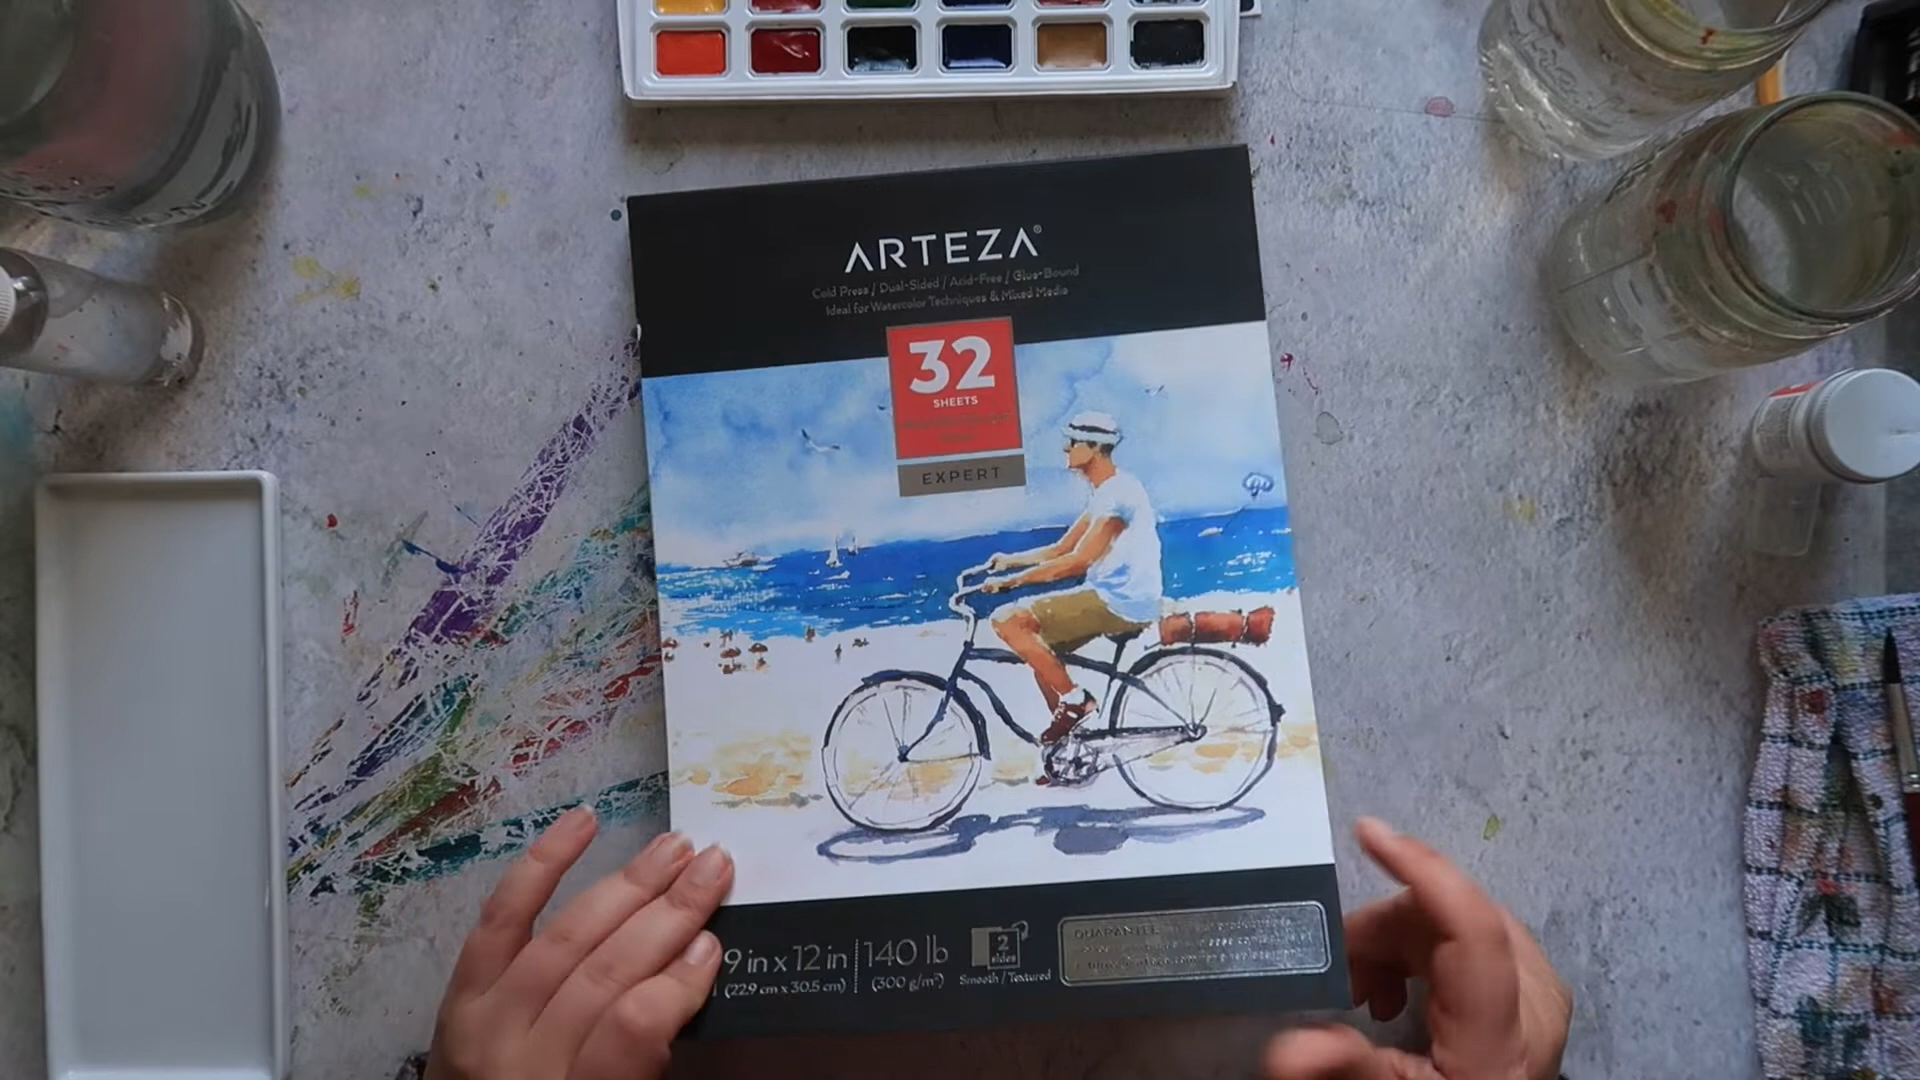 ARTEZA®
Cold Press / Dual-Sided / Acid-Free / Glue-Bound
Ideal for Watercolor Techniques & Mixed Media
32
SHEETS
EXPERT
go
9 in x 12 in
(22.9 cm x 30.5 cm)
140 lb
(300 g/m²)
2
sides
Smooth / Textured
GUARANTEE